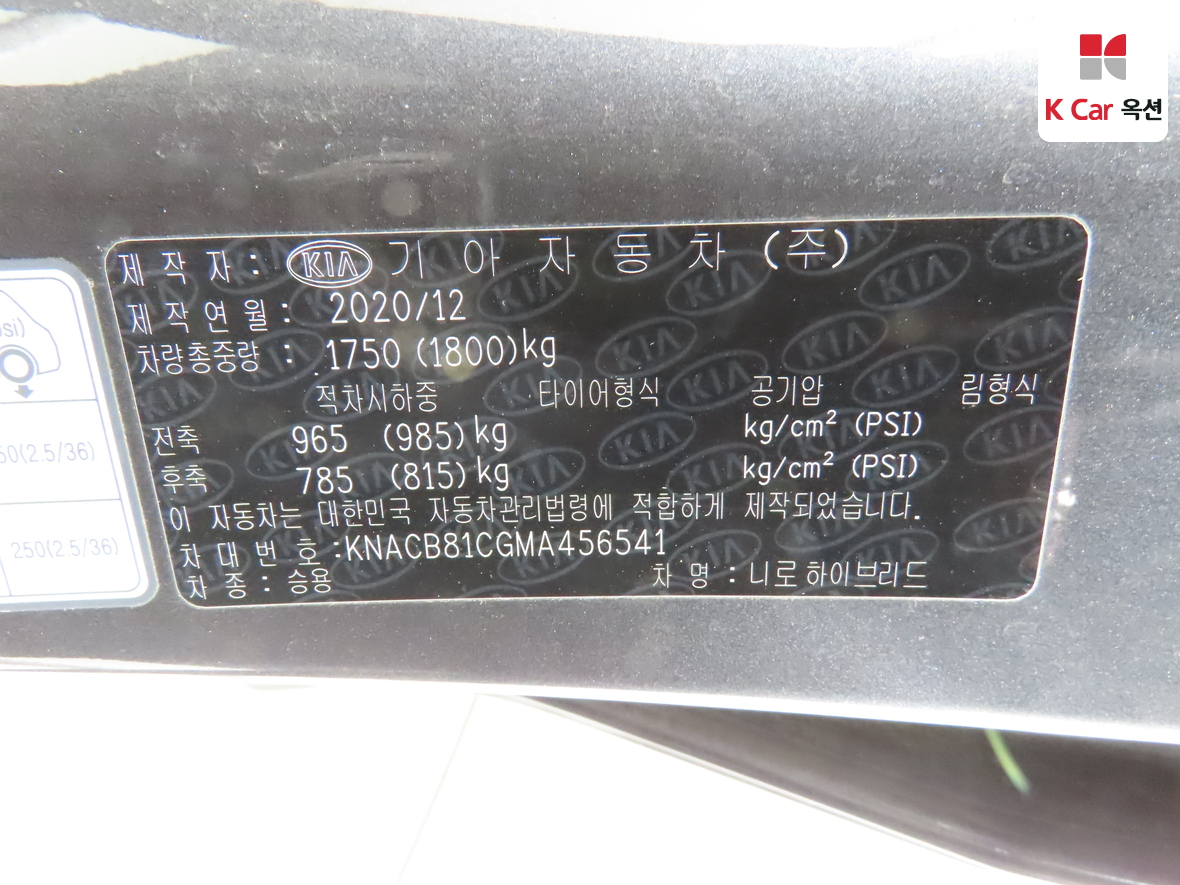 K Car 옥션
제 작 자 : KIA 기 아 자 동 차 (주)
제 작 연 월 : 2020/12
차량총중량 : 1750 (1800)kg
적차시하중 타이어형식 공기압 림형식
전축 965 (985)kg kg/cm² (PSI)
후축 785 (815)kg kg/cm² (PSI)
이 자동차는 대한민국 자동차관리법령에 적합하게 제작되었습니다.
차 대 번 호 :KNACB81CGMA456541
차 종 : 승용 차 명 : 니로하이브리드
si)
50(2.5/36)
250(2.5/36)